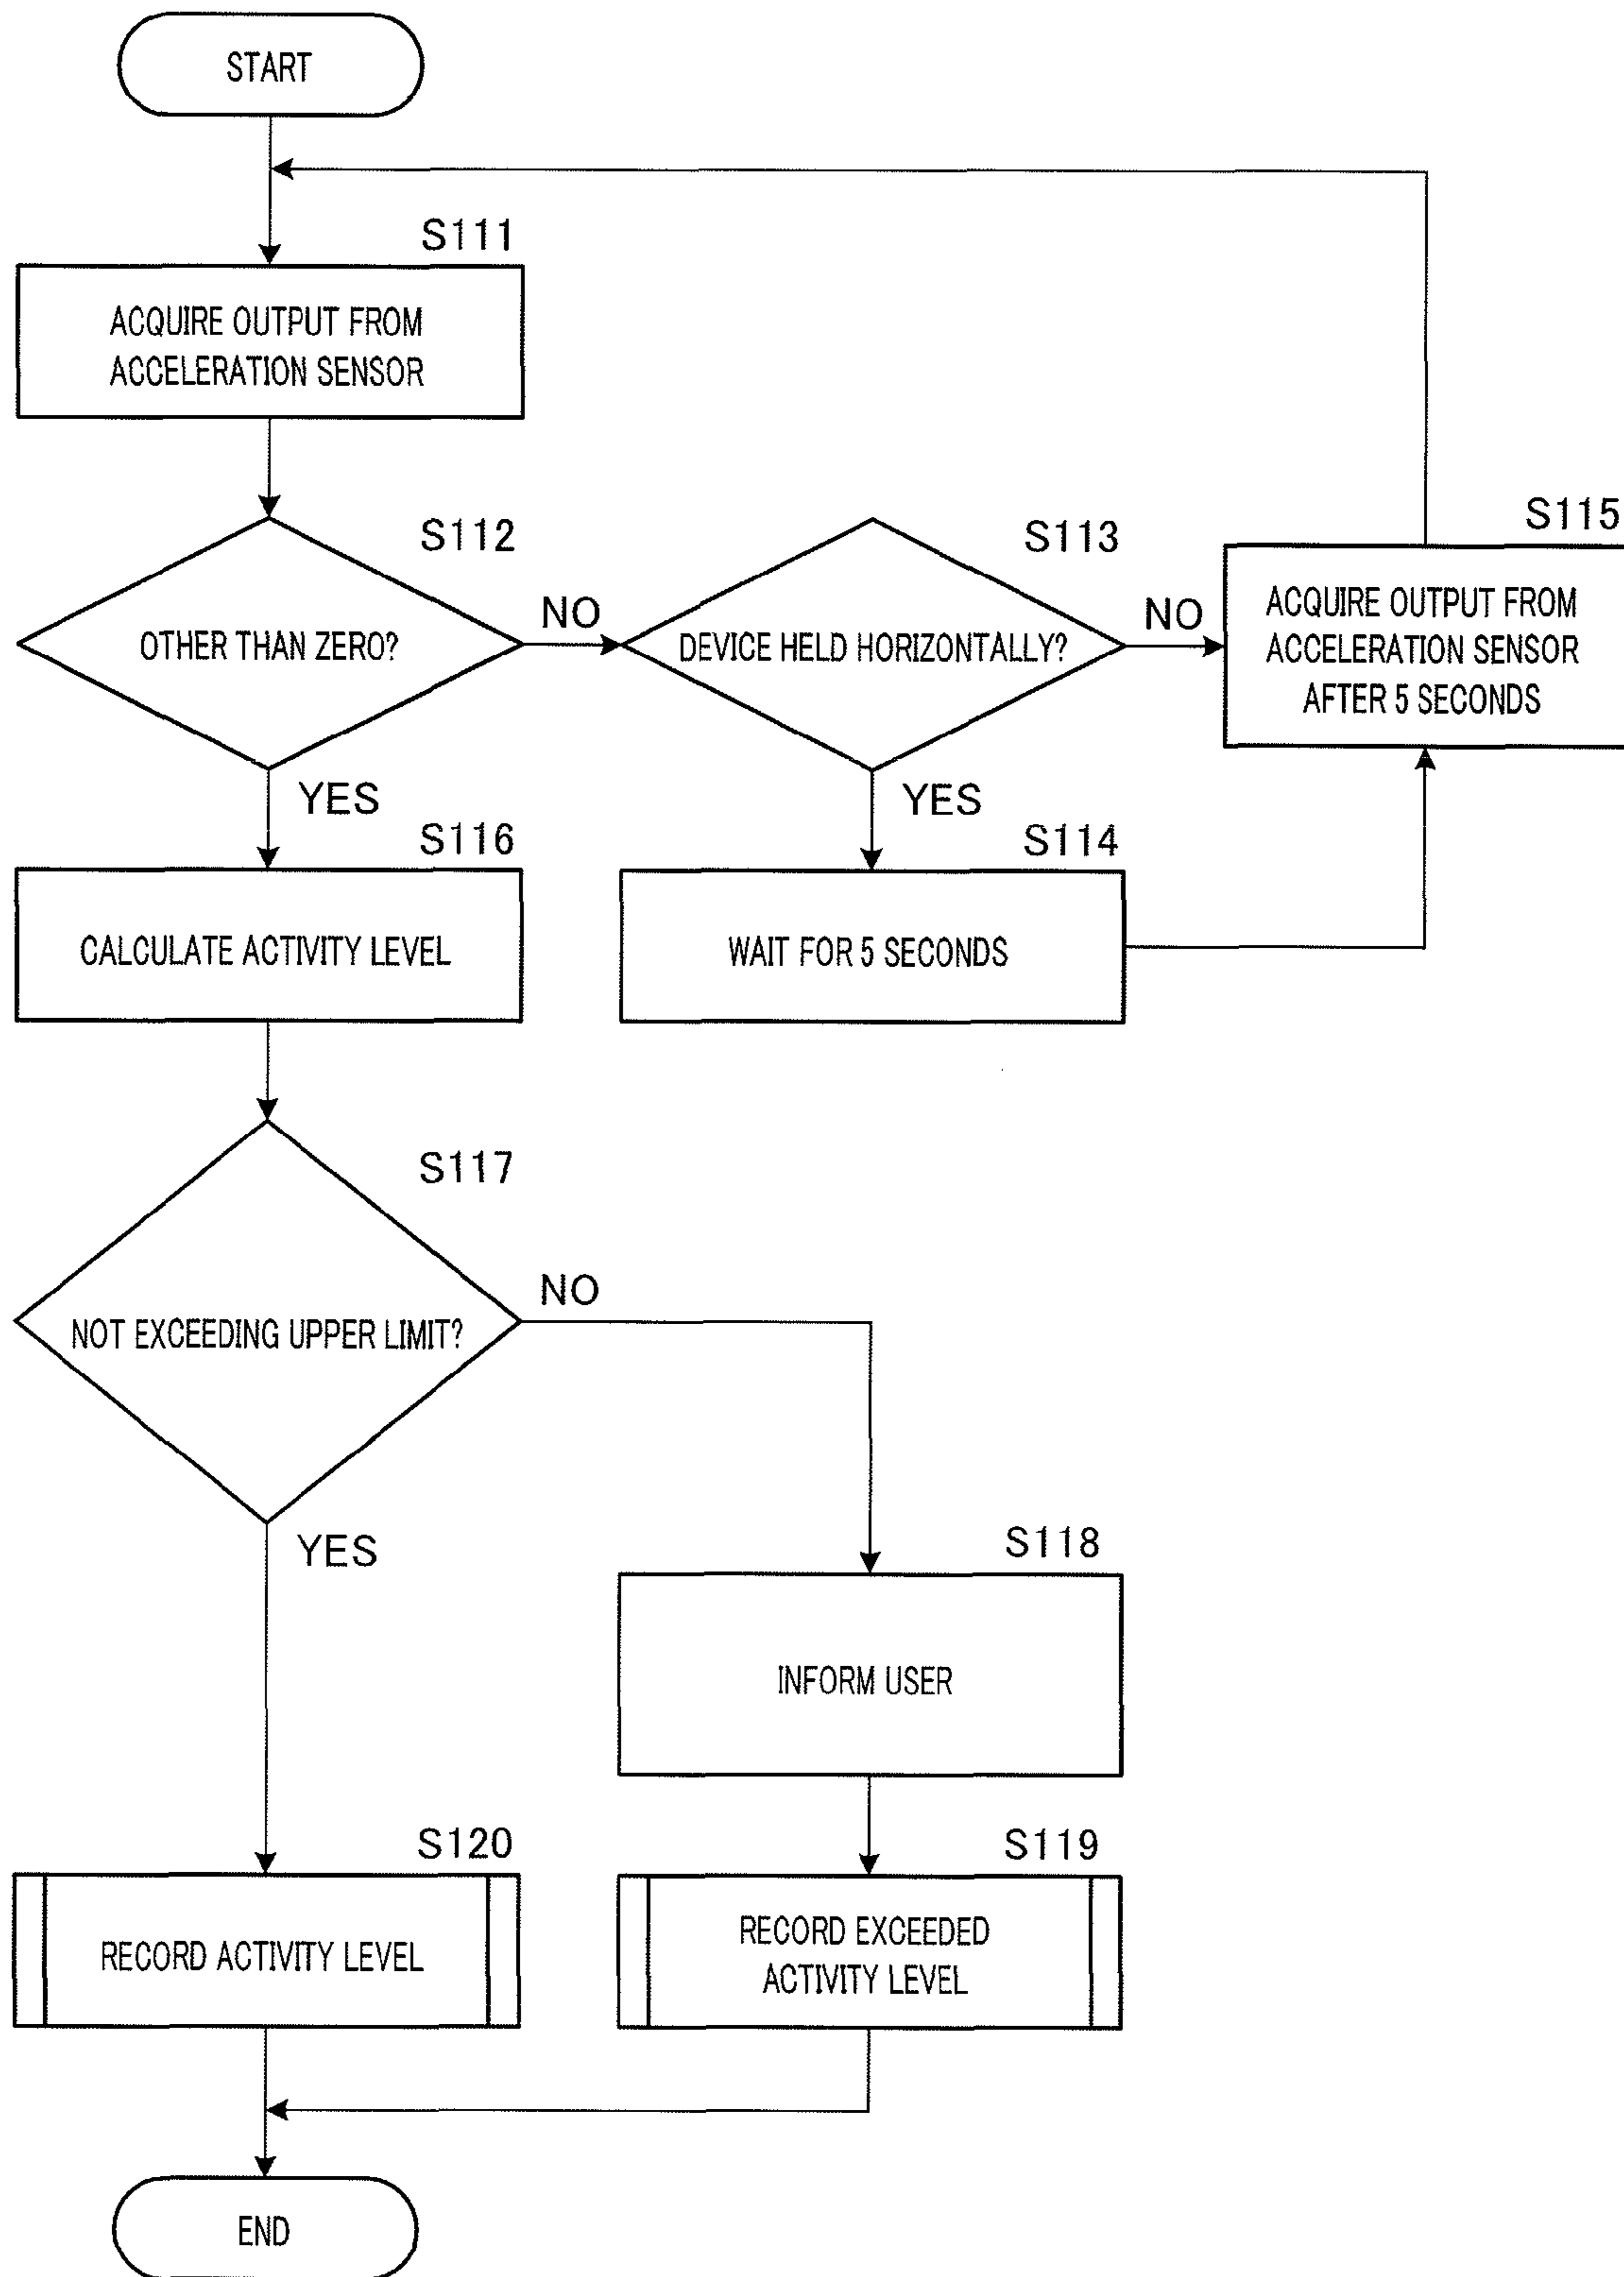 START
S111
ACQUIRE OUTPUT FROM
ACCELERATION SENSOR
S112
OTHER THAN ZERO?
NO
YES
S113
DEVICE HELD HORIZONTALLY?
NO
YES
S115
ACQUIRE OUTPUT FROM
ACCELERATION SENSOR
AFTER 5 SECONDS
S116
CALCULATE ACTIVITY LEVEL
S114
WAIT FOR 5 SECONDS
S117
NOT EXCEEDING UPPER LIMIT?
NO
YES
S118
INFORM USER
S120
RECORD ACTIVITY LEVEL
S119
RECORD EXCEEDED
ACTIVITY LEVEL
END